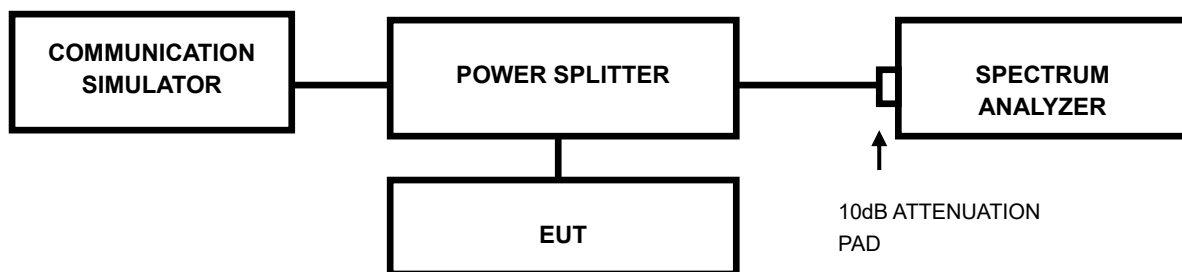 COMMUNICATION
SIMULATOR
POWER SPLITTER
SPECTRUM
ANALYZER
EUT
10dB ATTENUATION
PAD